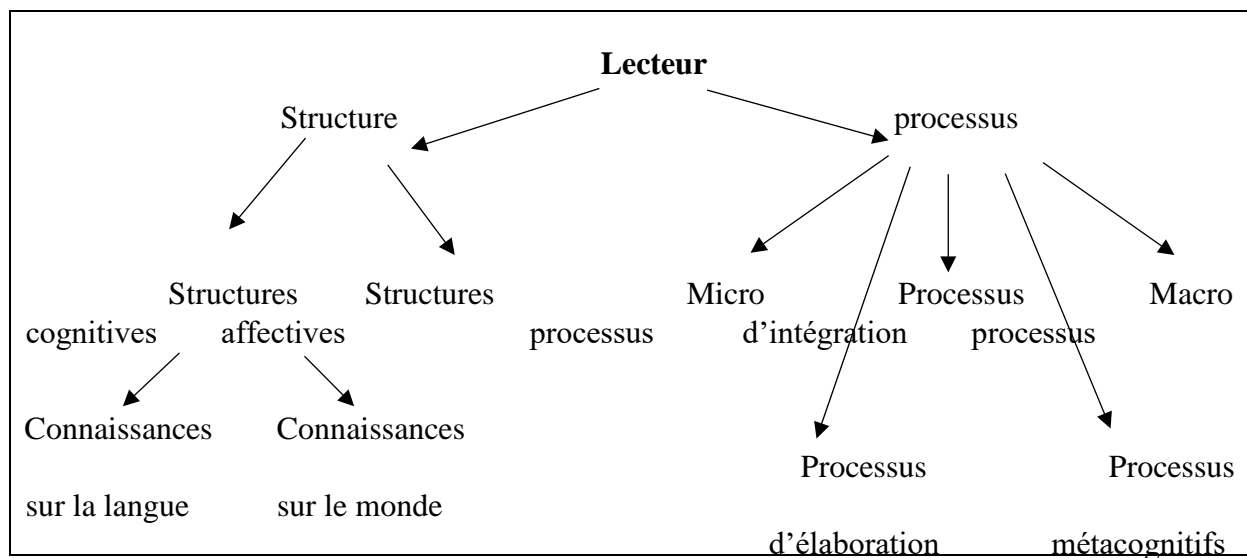 Lecteur
Structure processus
Structures Structures Micro Processus Macro
cognitives affectives processus d’intégration processus
Connaissances Connaissances
Processus Processus
sur la langue sur le monde
d’élaboration métacognitifs